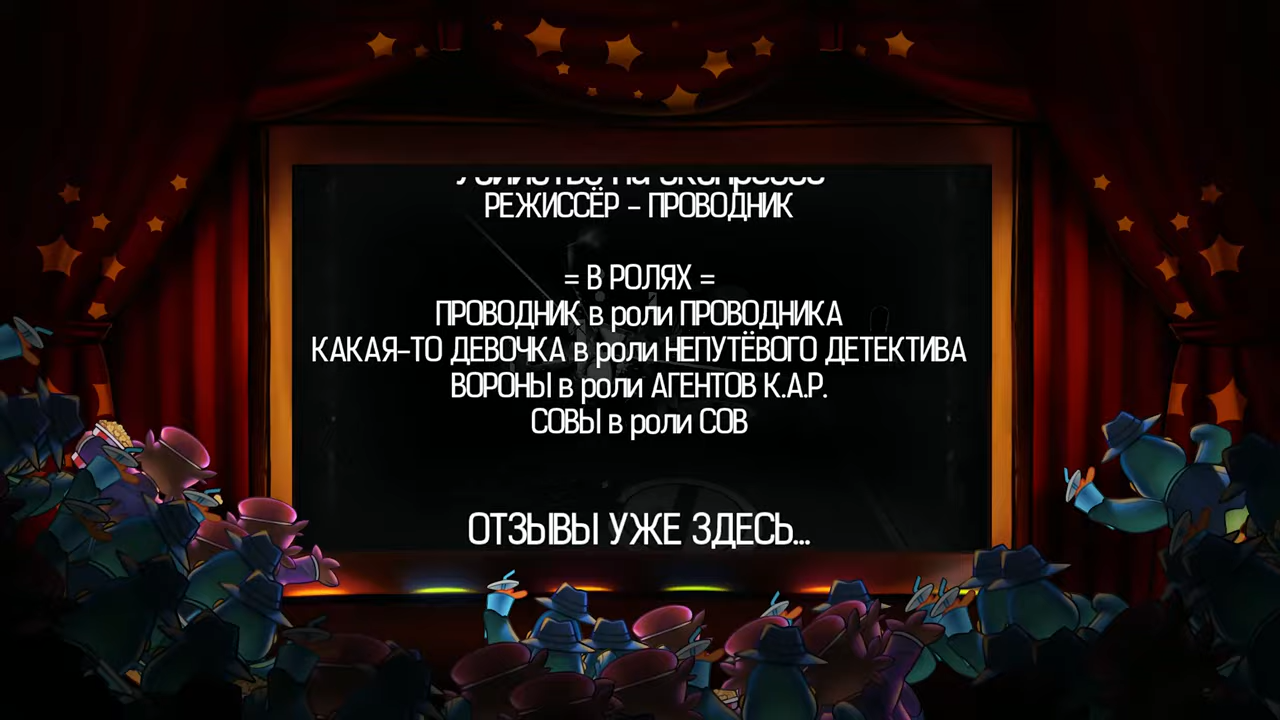 РЕЖИССЁР – ПРОВОДНИК
= В РОЛЯХ =
ПРОВОДНИК в роли ПРОВОДНИКА
КАКАЯ-ТО ДЕВОЧКА в роли НЕПУТЁВОГО ДЕТЕКТИВА
ВОРОНЫ в роли АГЕНТОВ К.А.Р.
СОВЫ в роли СОВ
ОТЗЫВЫ УЖЕ ЗДЕСЬ...